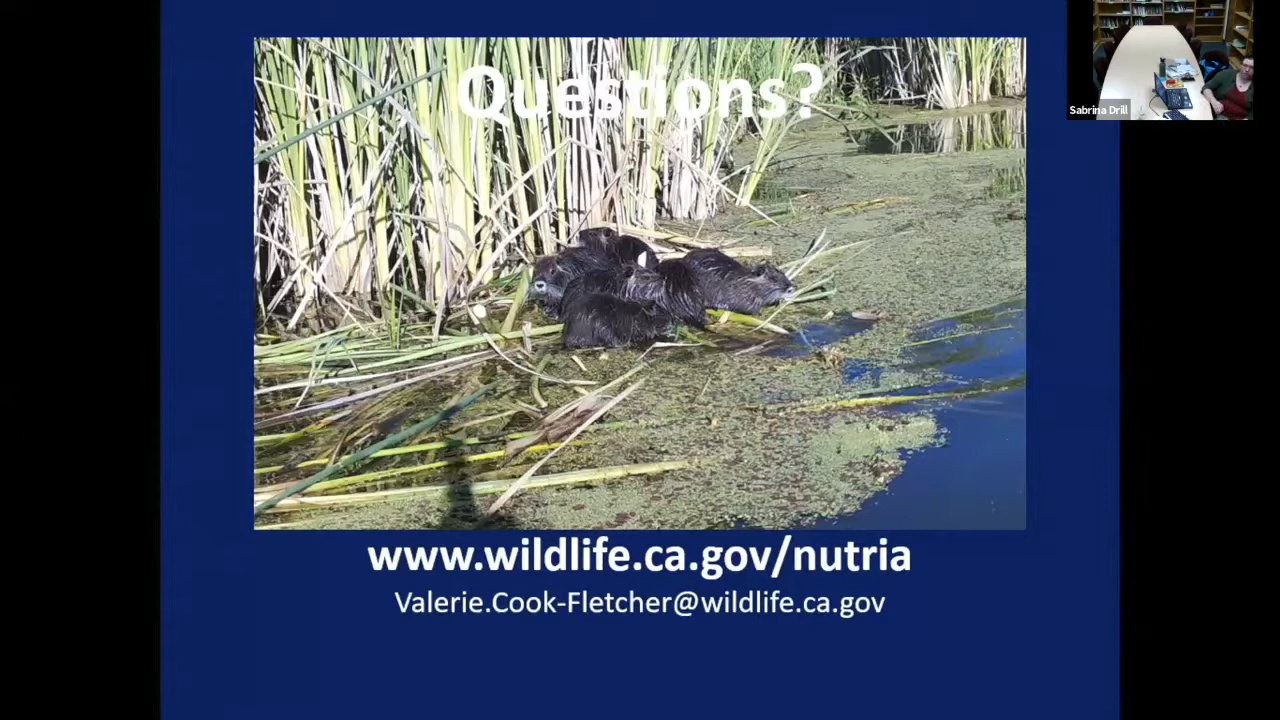 Questions?
Sabrina Drill
www.wildlife.ca.gov/nutria
Valerie.Cook-Fletcher@wildlife.ca.gov